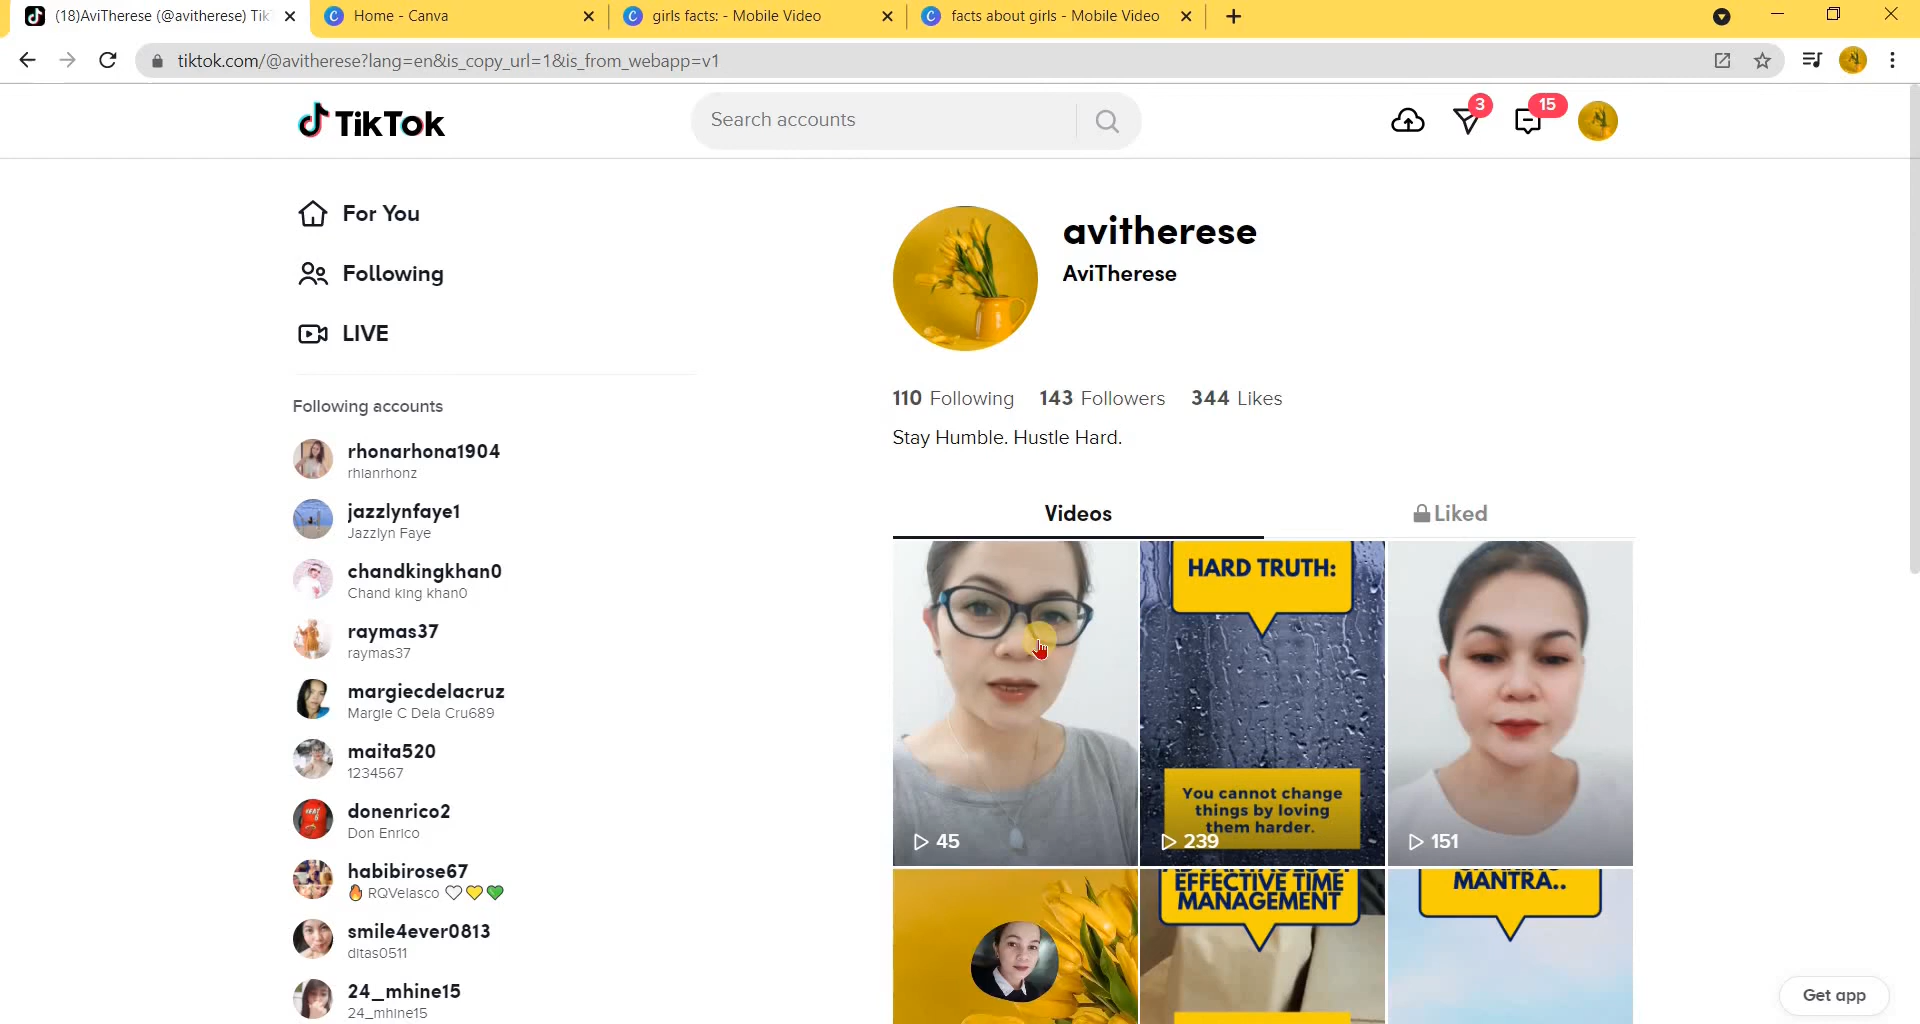 (18)AviTherese (@avitherese) Tik
Home - Canva
girls facts: - Mobile Video
facts about girls - Mobile Video
tiktok.com/@avitherese?lang=en&is_copy_url=1&is_from_webapp=v1
TikTok
Search accounts
3
15
For You
Following
LIVE
Following accounts
rhonarhona1904
rhianrhonz
jazzlynfaye1
Jazzlyn Faye
chandkingkhan0
Chand king khan0
raymas37
raymas37
margiecdelacruz
Margie C Dela Cru689
maita520
1234567
donenrico2
Don Enrico
habibirose67
RQVelasco
smile4ever0813
ditas0511
24_mhine15
24_mhine15
avitherese
AviTherese
110 Following 143 Followers 344 Likes
Stay Humble. Hustle Hard.
Videos
Liked
45
HARD TRUTH:
You cannot change
things by loving
them harder.
239
151
EFFECTIVE TIME
MANAGEMENT
MANTRA..
Get app